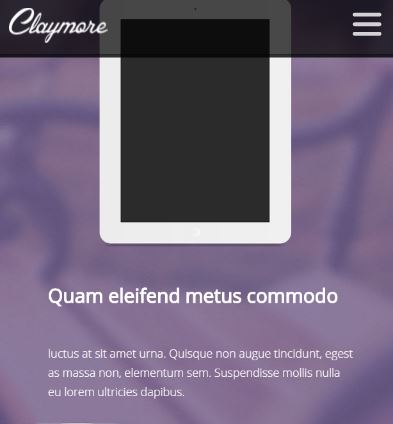 Claymore
Quam eleifend metus commodo
luctus at sit amet urna. Quisque non augue tincidunt, egest
as massa non, elementum sem. Suspendisse mollis nulla
eu lorem ultricies dapibus.